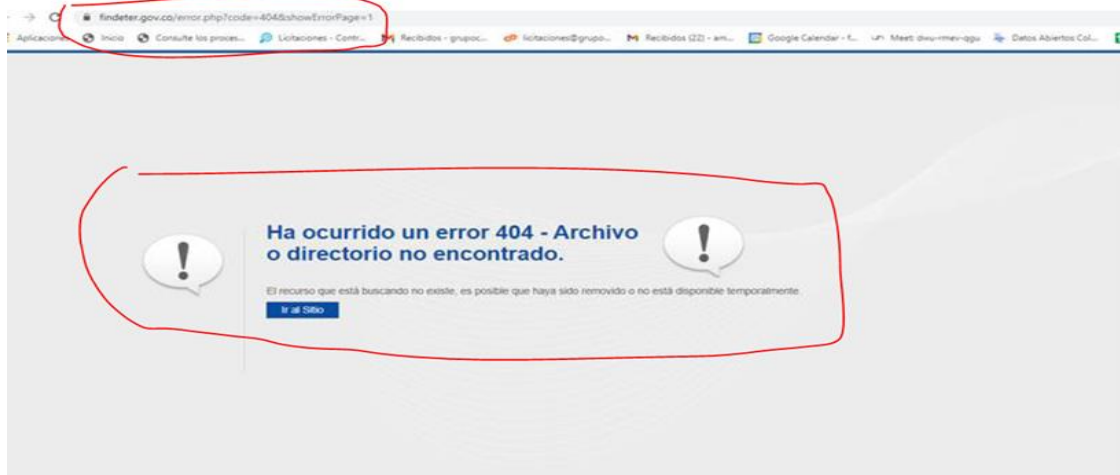 findeter.gov.co/error.php?code=404&showErrorPage=1
Aplicaciones Inicio Consulte los proces... Licitaciones - Contr... Recibidos - grupoc... licitaciones@grupo... Recibidos (22) - am... Google Calendar - f... Meet: dwu-rmev-qgu Datos Abiertos Col...
Ha ocurrido un error 404 - Archivo
o directorio no encontrado.
El recurso que está buscando no existe, es posible que haya sido removido o no está disponible temporalmente.
Ir al Sitio